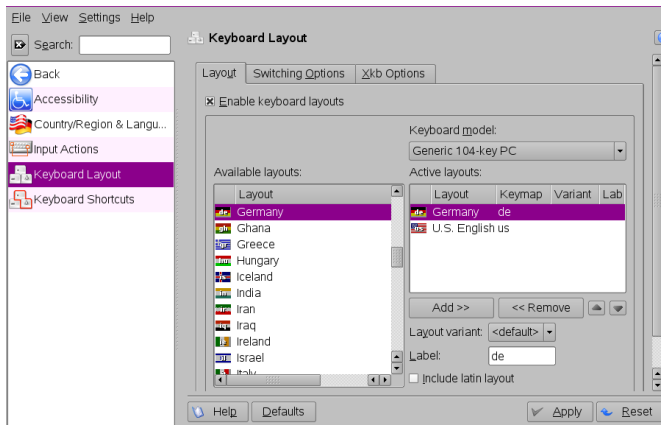 File View Settings Help
Search:
Back
Accessibility
Country/Region & Langu...
Input Actions
Keyboard Layout
Keyboard Shortcuts
Keyboard Layout
Layout Switching Options Xkb Options
Enable keyboard layouts
Keyboard model:
Generic 104-key PC
Available layouts:
Layout
Germany
Ghana
Greece
Hungary
Iceland
India
Iran
Iraq
Ireland
Israel
Italy
Active layouts:
Layout Keymap Variant Lab
Germany de
U.S. English us
Add >> << Remove
Layout variant: <default>
Label: de
Include latin layout
Help Defaults Apply Reset